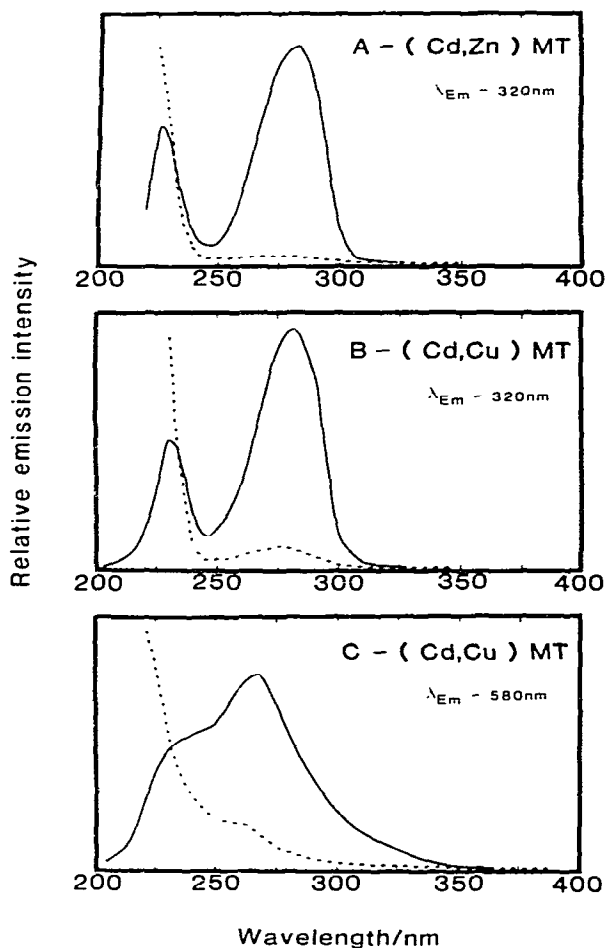 A - ( Cd,Zn ) MT
λEm - 320nm
200 250 300 350 400
B - ( Cd,Cu ) MT
λEm - 320nm
200 250 300 350 400
C - ( Cd,Cu ) MT
λEm - 580nm
200 250 300 350 400
Relative emission intensity
Wavelength/nm